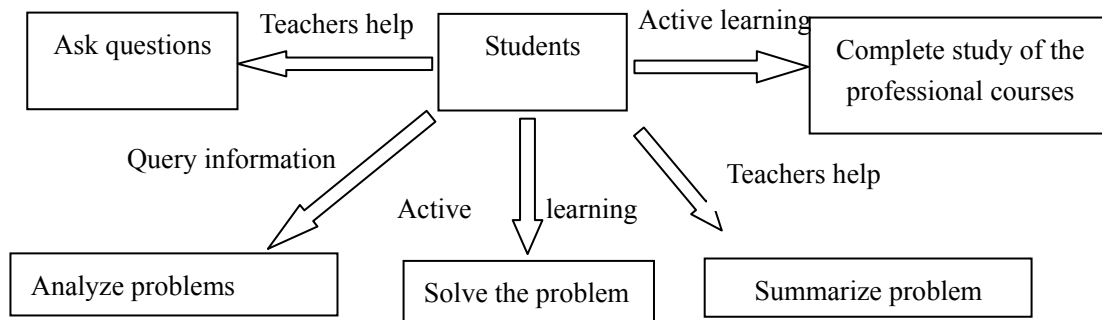 Teachers help
Active learning
Ask questions
Students
Complete study of the
professional courses
Query information
Teachers help
Active learning
Analyze problems
Solve the problem
Summarize problem